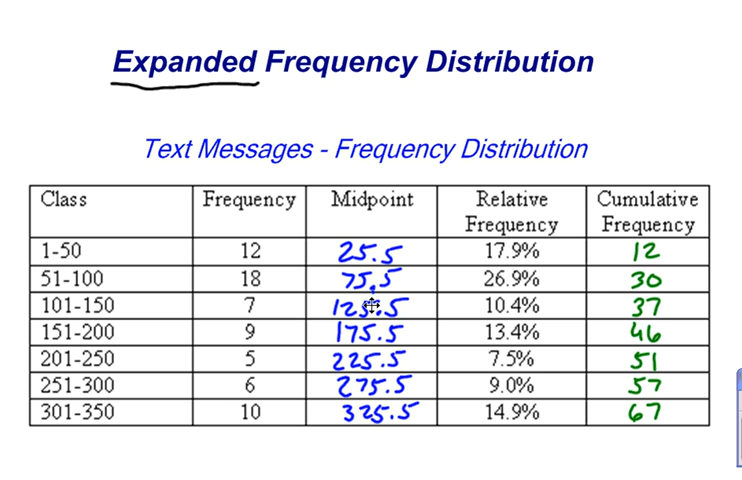 Expanded Frequency Distribution
Text Messages - Frequency Distribution
Class Frequency Midpoint Relative Frequency Cumulative Frequency
1-50 12 25.5 17.9% 12
51-100 18 75.5 26.9% 30
101-150 7 125.5 10.4% 37
151-200 9 175.5 13.4% 46
201-250 5 225.5 7.5% 51
251-300 6 275.5 9.0% 57
301-350 10 325.5 14.9% 67